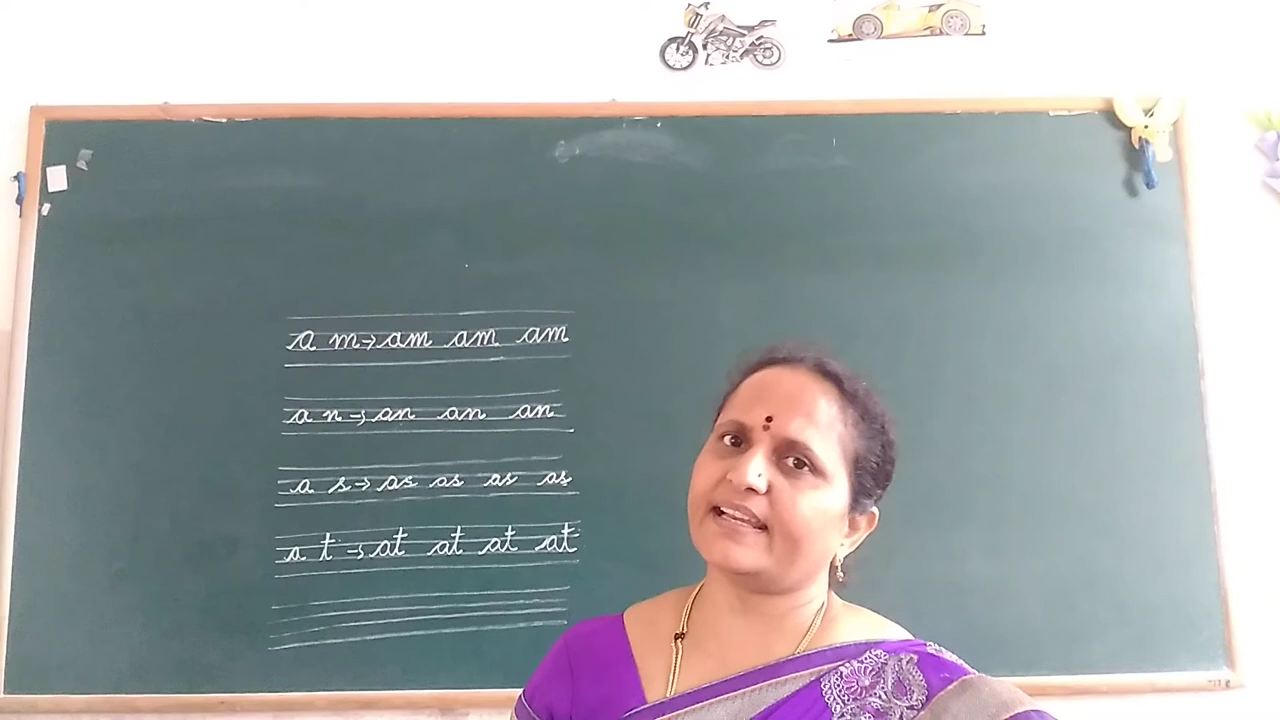 a m→am am am
a n→an an an
a s→as as as as
a t→at at at at